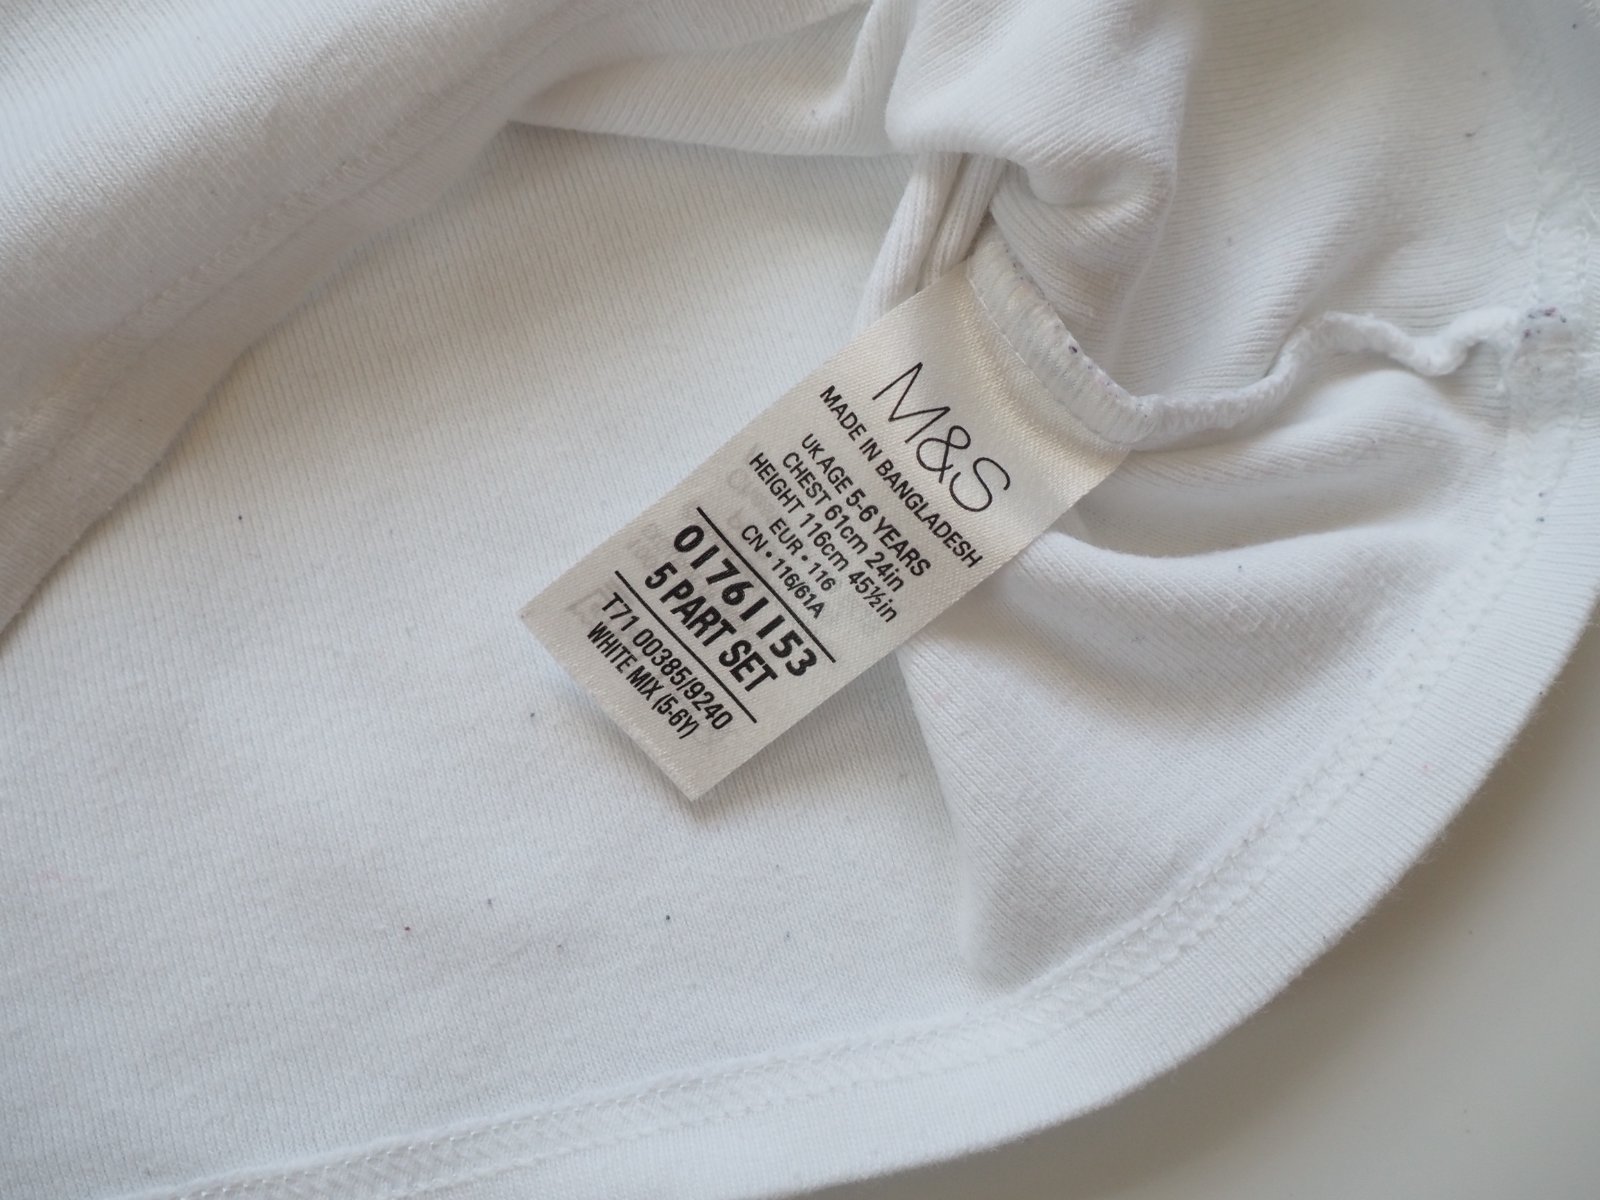 M&S
MADE IN BANGLADESH
UK AGE 5-6 YEARS
CHEST 61cm 24in
HEIGHT 116cm 45½in
EUR • 116
CN • 116/61A
01761153
5 PART SET
T71 00385/9240
WHITE MIX (5-6Y)